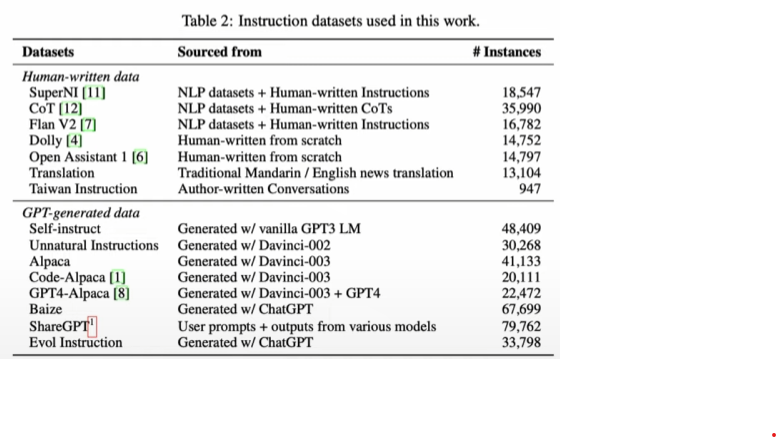 Table 2: Instruction datasets used in this work.
Datasets Sourced from # Instances
Human-written data
SuperNI [11] NLP datasets + Human-written Instructions 18,547
CoT [12] NLP datasets + Human-written CoTs 35,990
Flan V2 [7] NLP datasets + Human-written Instructions 16,782
Dolly [4] Human-written from scratch 14,752
Open Assistant 1 [6] Human-written from scratch 14,797
Translation Traditional Mandarin / English news translation 13,104
Taiwan Instruction Author-written Conversations 947
GPT-generated data
Self-instruct Generated w/ vanilla GPT3 LM 48,409
Unnatural Instructions Generated w/ Davinci-002 30,268
Alpaca Generated w/ Davinci-003 41,133
Code-Alpaca [1] Generated w/ Davinci-003 20,111
GPT4-Alpaca [8] Generated w/ Davinci-003 + GPT4 22,472
Baize Generated w/ ChatGPT 67,699
ShareGPT¹ User prompts + outputs from various models 79,762
Evol Instruction Generated w/ ChatGPT 33,798